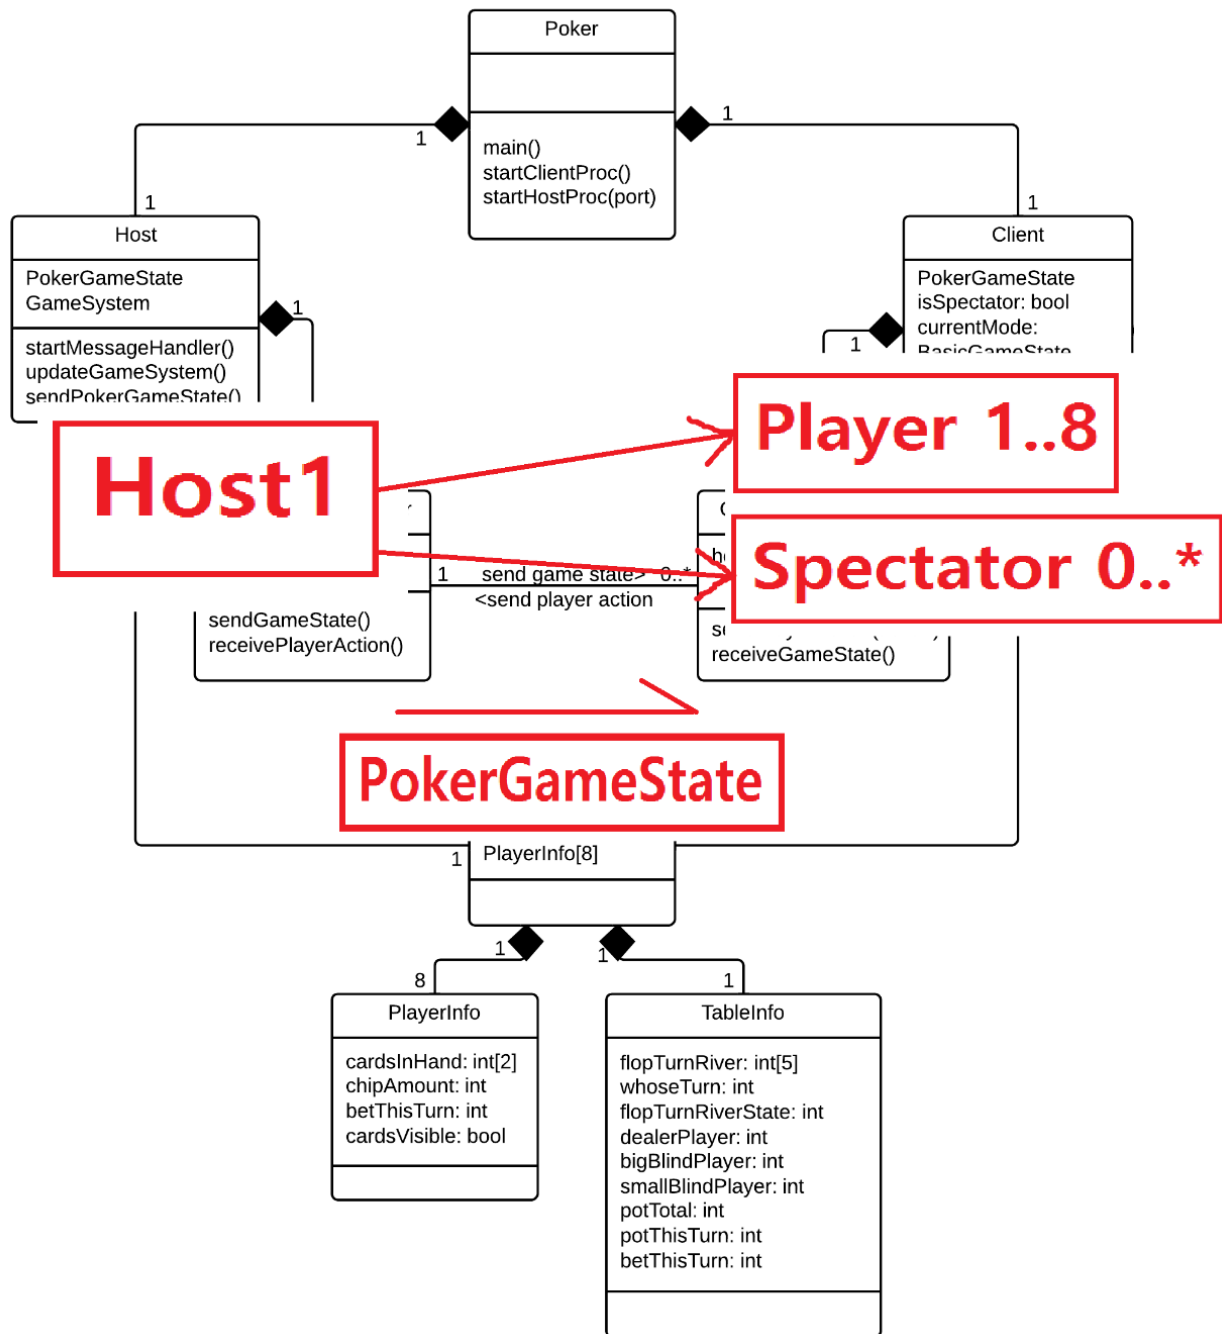 Poker
main()
startClientProc()
startHostProc(port)
1
1
1
1
Host
PokerGameState
GameSystem
startMessageHandler()
updateGameSystem()
sendPokerGameState()
1
Client
PokerGameState
isSpectator: bool
currentMode:
BasicGameState
1
Host1
Player 1..8
Spectator 0..*
1
send game state>
0..*
<send player action
sendGameState()
receivePlayerAction()
receiveGameState()
PokerGameState
1
PlayerInfo[8]
1
1
8
1
PlayerInfo
cardsInHand: int[2]
chipAmount: int
betThisTurn: int
cardsVisible: bool
TableInfo
flopTurnRiver: int[5]
whoseTurn: int
flopTurnRiverState: int
dealerPlayer: int
bigBlindPlayer: int
smallBlindPlayer: int
potTotal: int
potThisTurn: int
betThisTurn: int